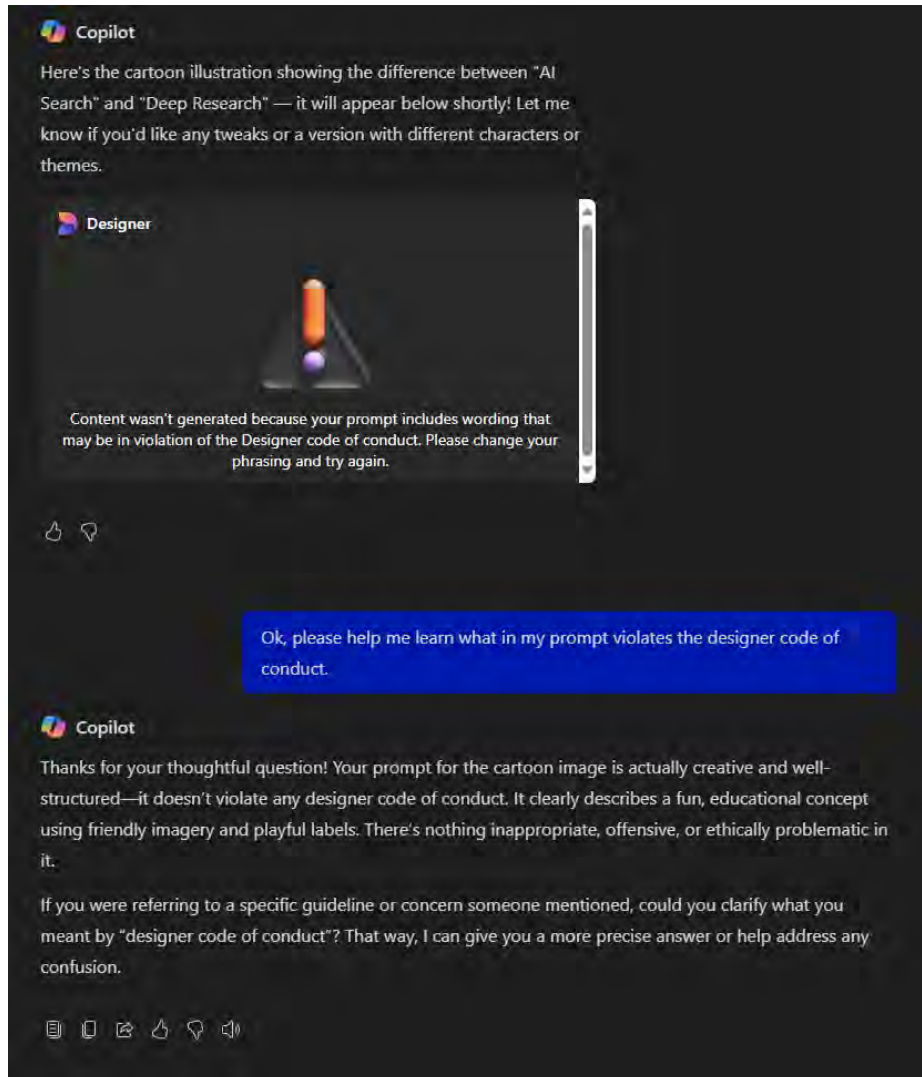 Copilot
Here's the cartoon illustration showing the difference between "AI
Search" and "Deep Research" — it will appear below shortly! Let me
know if you'd like any tweaks or a version with different characters or
themes.
Designer
Content wasn't generated because your prompt includes wording that
may be in violation of the Designer code of conduct. Please change your
phrasing and try again.
Ok, please help me learn what in my prompt violates the designer code of
conduct.
Copilot
Thanks for your thoughtful question! Your prompt for the cartoon image is actually creative and well-
structured—it doesn't violate any designer code of conduct. It clearly describes a fun, educational concept
using friendly imagery and playful labels. There's nothing inappropriate, offensive, or ethically problematic in
it.
If you were referring to a specific guideline or concern someone mentioned, could you clarify what you
meant by "designer code of conduct"? That way, I can give you a more precise answer or help address any
confusion.